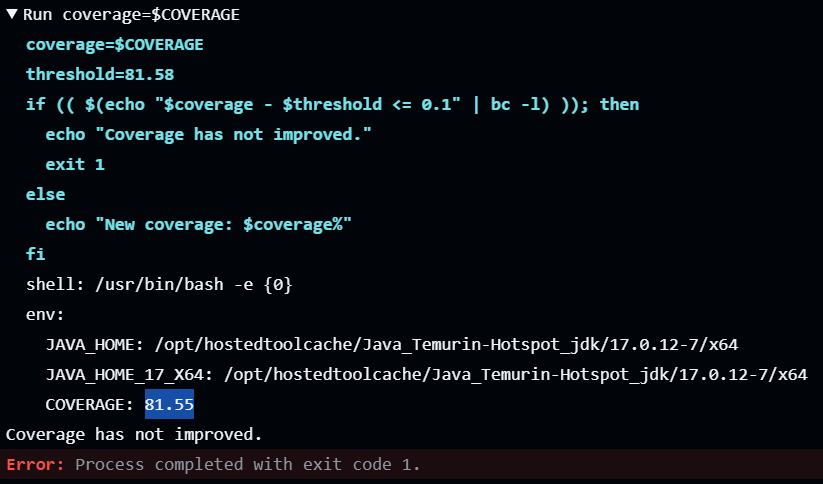 Run coverage=$COVERAGE
coverage=$COVERAGE
threshold=81.58
if (( $(echo "$coverage - $threshold <= 0.1" | bc -l) )); then
echo "Coverage has not improved."
exit 1
else
echo "New coverage: $coverage%"
fi
shell: /usr/bin/bash -e {0}
env:
JAVA_HOME: /opt/hostedtoolcache/Java_Temurin-Hotspot_jdk/17.0.12-7/x64
JAVA_HOME_17_X64: /opt/hostedtoolcache/Java_Temurin-Hotspot_jdk/17.0.12-7/x64
COVERAGE: 81.55
Coverage has not improved.
Error: Process completed with exit code 1.